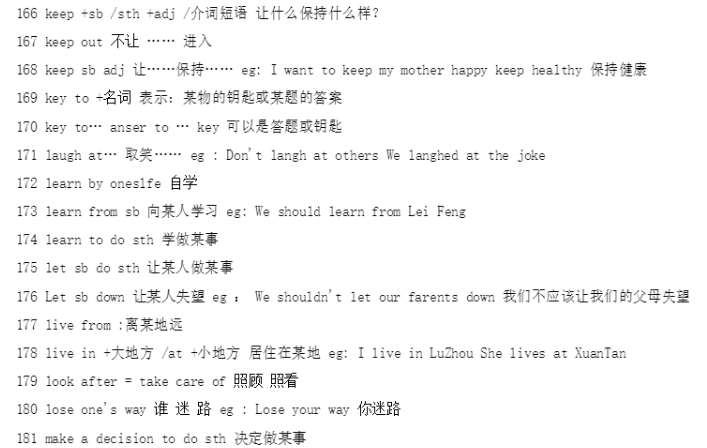 166 keep +sb /sth +adj /介词短语 让什么保持什么样？
167 keep out 不让 …… 进入
168 keep sb adj 让……保持…… eg: I want to keep my mother happy keep healthy 保持健康
169 key to +名词 表示：某物的钥匙或某题的答案
170 key to… anser to … key 可以是答题或钥匙
171 laugh at… 取笑…… eg : Don't langh at others We langhed at the joke
172 learn by oneslfe 自学
173 learn from sb 向某人学习 eg: We should learn from Lei Feng
174 learn to do sth 学做某事
175 let sb do sth 让某人做某事
176 Let sb down 让某人失望 eg ： We shouldn't let our farents down 我们不应该让我们的父母失望
177 live from :离某地远
178 live in +大地方 /at +小地方 居住在某地 eg: I live in LuZhou She lives at XuanTan
179 look after = take care of 照顾 照看
180 lose one's way 谁 迷 路 eg : Lose your way 你迷路
181 make a decision to do sth 决定做某事